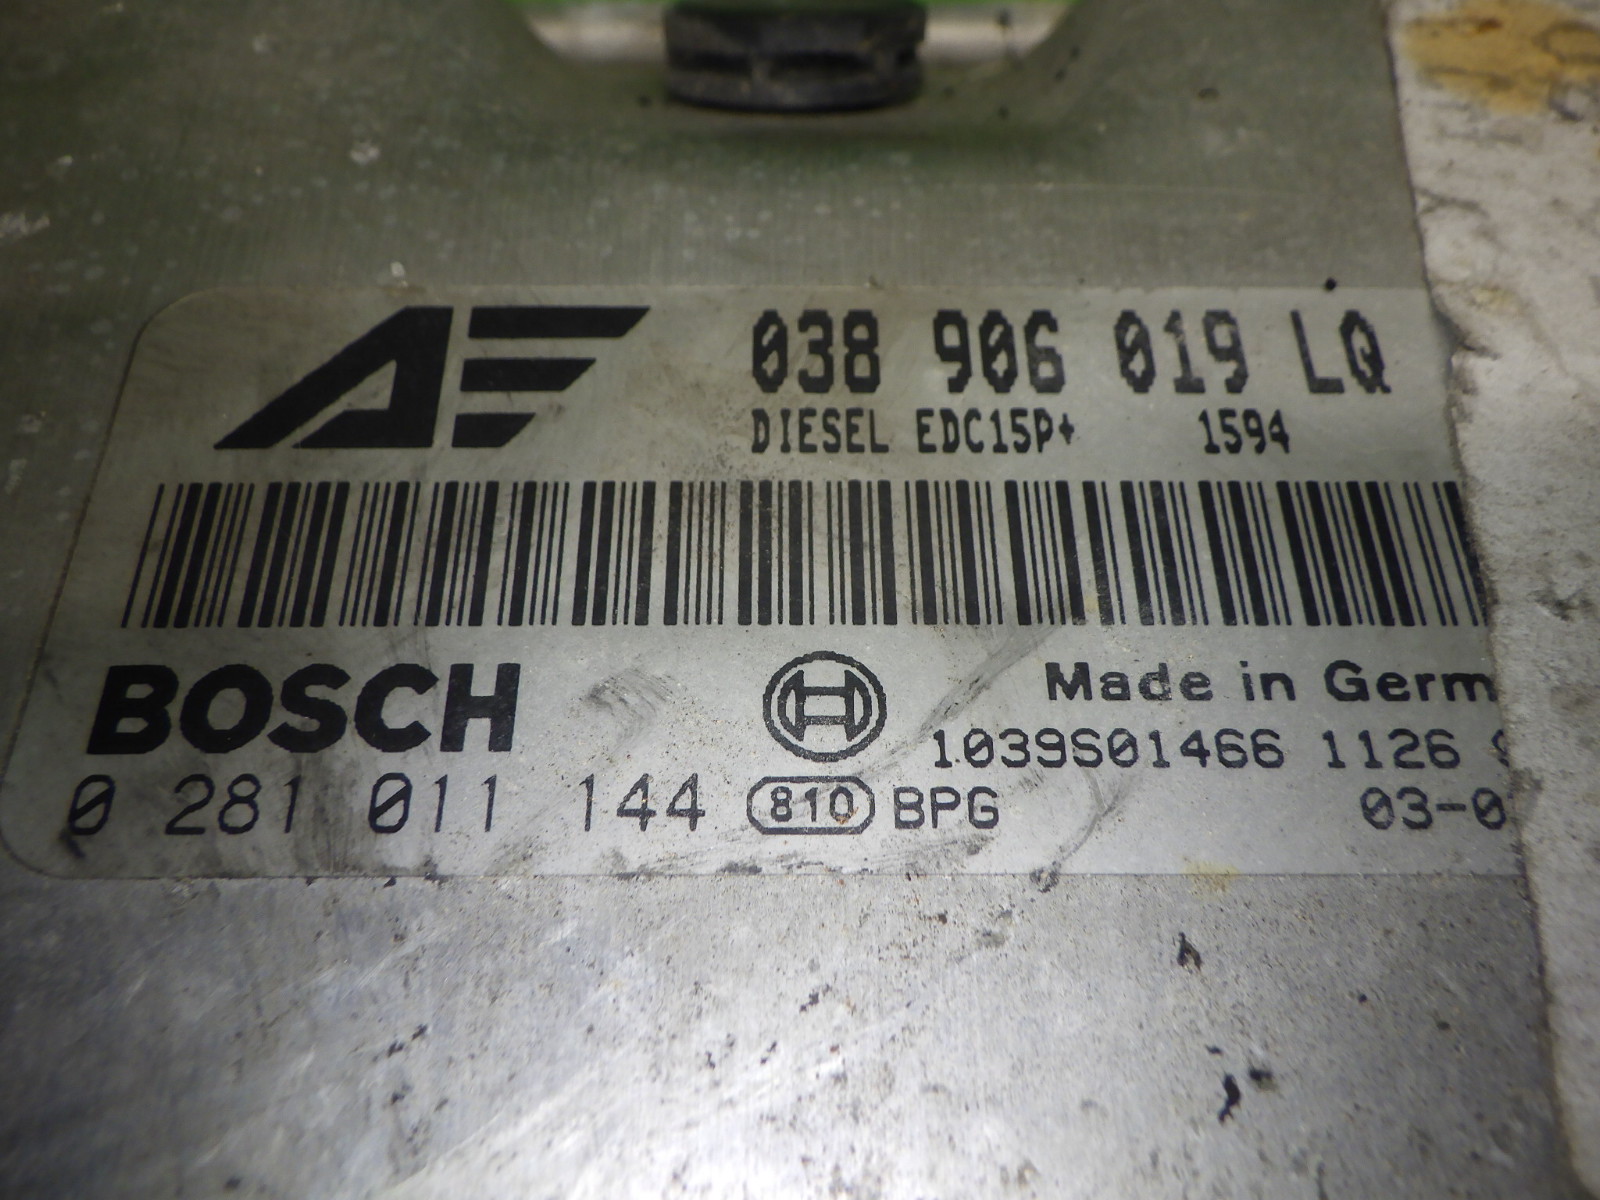 AF 038 906 019 LQ
DIESEL EDC15P+ 1594
BOSCH
Made in Germ
1039S01466 1126
0 281 011 144 810 BPG 03-0